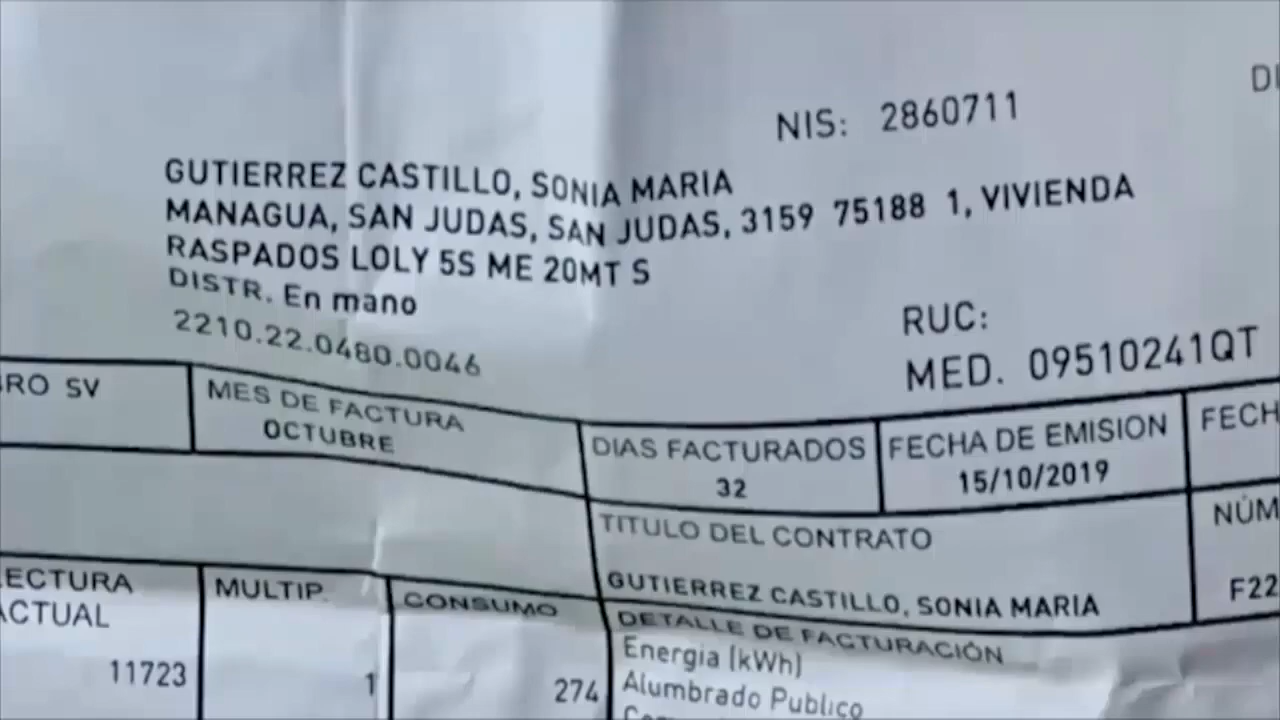 NIS: 2860711
GUTIERREZ CASTILLO, SONIA MARIA
MANAGUA, SAN JUDAS, SAN JUDAS, 3159 75188 1, VIVIENDA
RASPADOS LOLY 5S ME 20MT S
DISTR. En mano
2210.22.0480.0046
RUC:
MED. 09510241QT
SV
MES DE FACTURA
OCTUBRE
DIAS FACTURADOS
32
FECHA DE EMISION
15/10/2019
TITULO DEL CONTRATO
GUTIERREZ CASTILLO, SONIA MARIA
F22
ACTUAL
11723
MULTIP.
1
CONSUMO
274
DETALLE DE FACTURACIÓN
Energia (kWh)
Alumbrado Publico